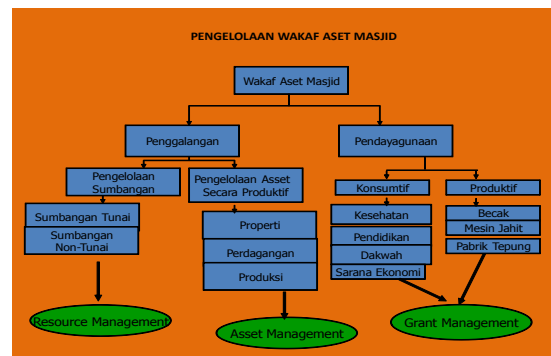 PENGELOLAAN WAKAF ASET MASJID
Wakaf Aset Masjid
Penggalangan
Pendayagunaan
Pengelolaan
Sumbangan
Pengelolaan Asset
Secara Produktif
Konsumtif
Produktif
Sumbangan Tunai
Sumbangan
Non-Tunai
Properti
Perdagangan
Produksi
Kesehatan
Pendidikan
Dakwah
Sarana Ekonomi
Becak
Mesin Jahit
Pabrik Tepung
Resource Management
Asset Management
Grant Management